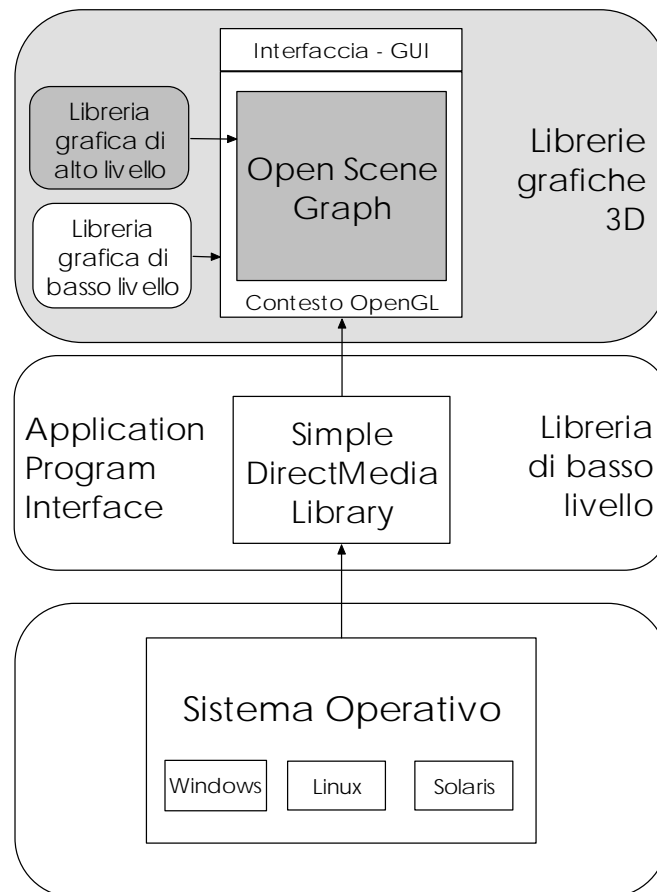 Interfaccia - GUI
Libreria
grafica di
alto livello
Open Scene
Graph
Librerie
grafiche
3D
Libreria
grafica di
basso livello
Contesto OpenGL
Application
Program
Interface
Simple
DirectMedia
Library
Libreria
di basso
livello
Sistema Operativo
Windows
Linux
Solaris